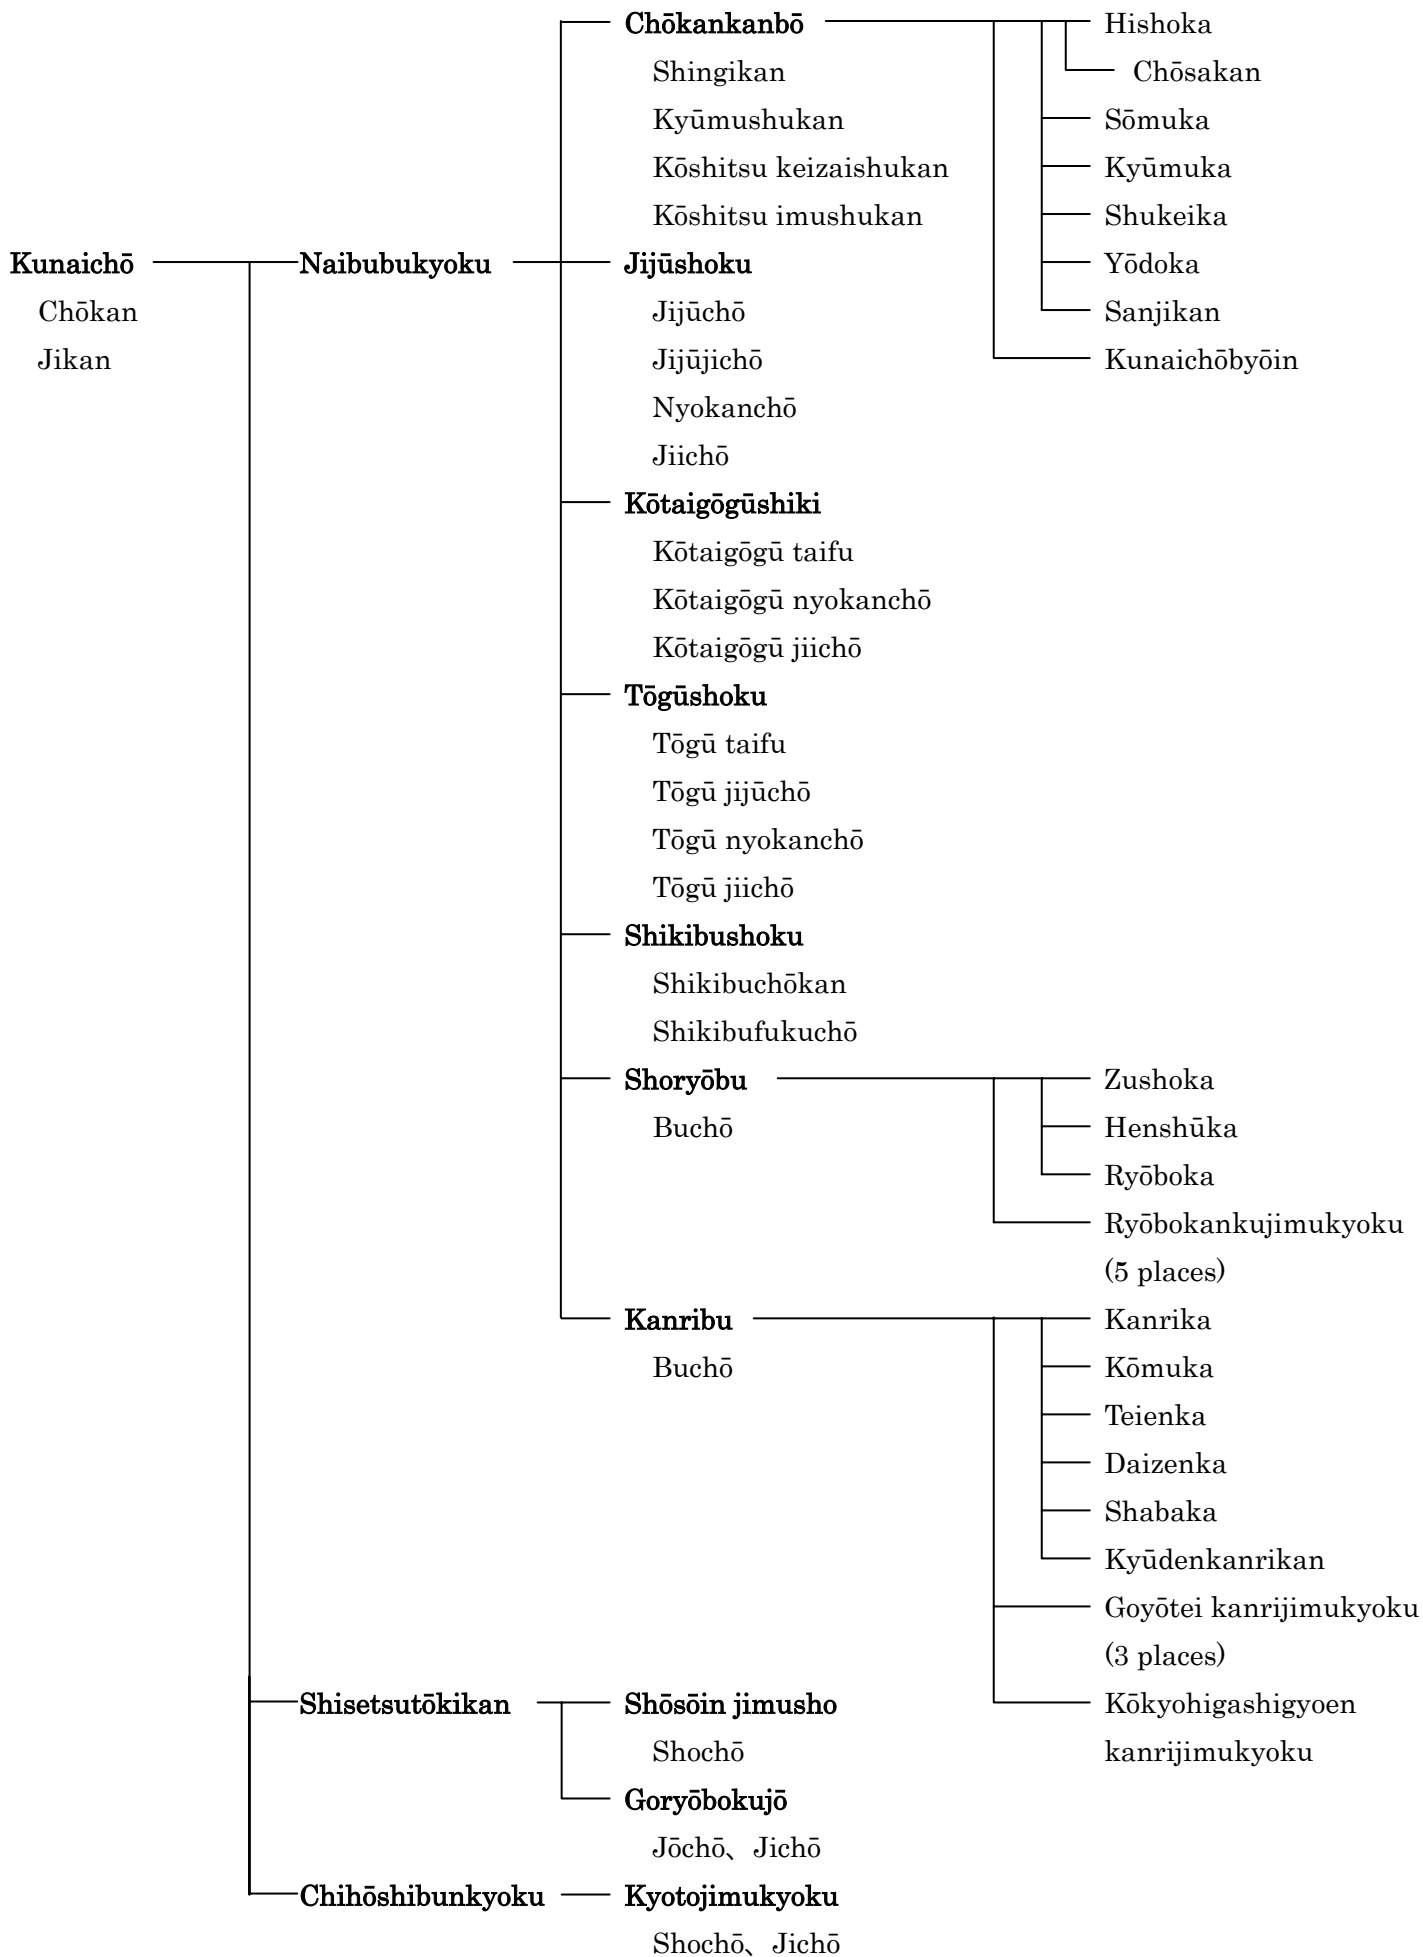 Chōkankanbō
Hishoka
Shingikan
Chōsakan
Kyūmushukan
Sōmuka
Kōshitsu keizaishukan
Kyūmuka
Kōshitsu imushukan
Shukeika
Kunaichō
Naibubukyoku
Jijūshoku
Yōdoka
Chōkan
Jijūchō
Sanjikan
Jikan
Jijūjichō
Kunaichōbyōin
Nyokanchō
Jiichō
Kōtaigōgūshiki
Kōtaigōgū taifu
Kōtaigōgū nyokanchō
Kōtaigōgū jiichō
Tōgūshoku
Tōgū taifu
Tōgū jijūchō
Tōgū nyokanchō
Tōgū jiichō
Shikibushoku
Shikibuchōkan
Shikibufukuchō
Shoryōbu
Zushoka
Buchō
Henshūka
Ryōboka
Ryōbokankujimukyoku
(5 places)
Kanribu
Kanrika
Buchō
Kōmuka
Teienka
Daizenka
Shabaka
Kyūdenkanrikan
Goyōtei kanrijimukyoku
(3 places)
Shisetsutōkikan
Shōsōin jimusho
Kōkyohigashigyoen
Shochō
kanrijimukyoku
Goryōbokujō
Jōchō、Jichō
Chihōshibunkyoku
Kyotojimukyoku
Shochō、Jichō